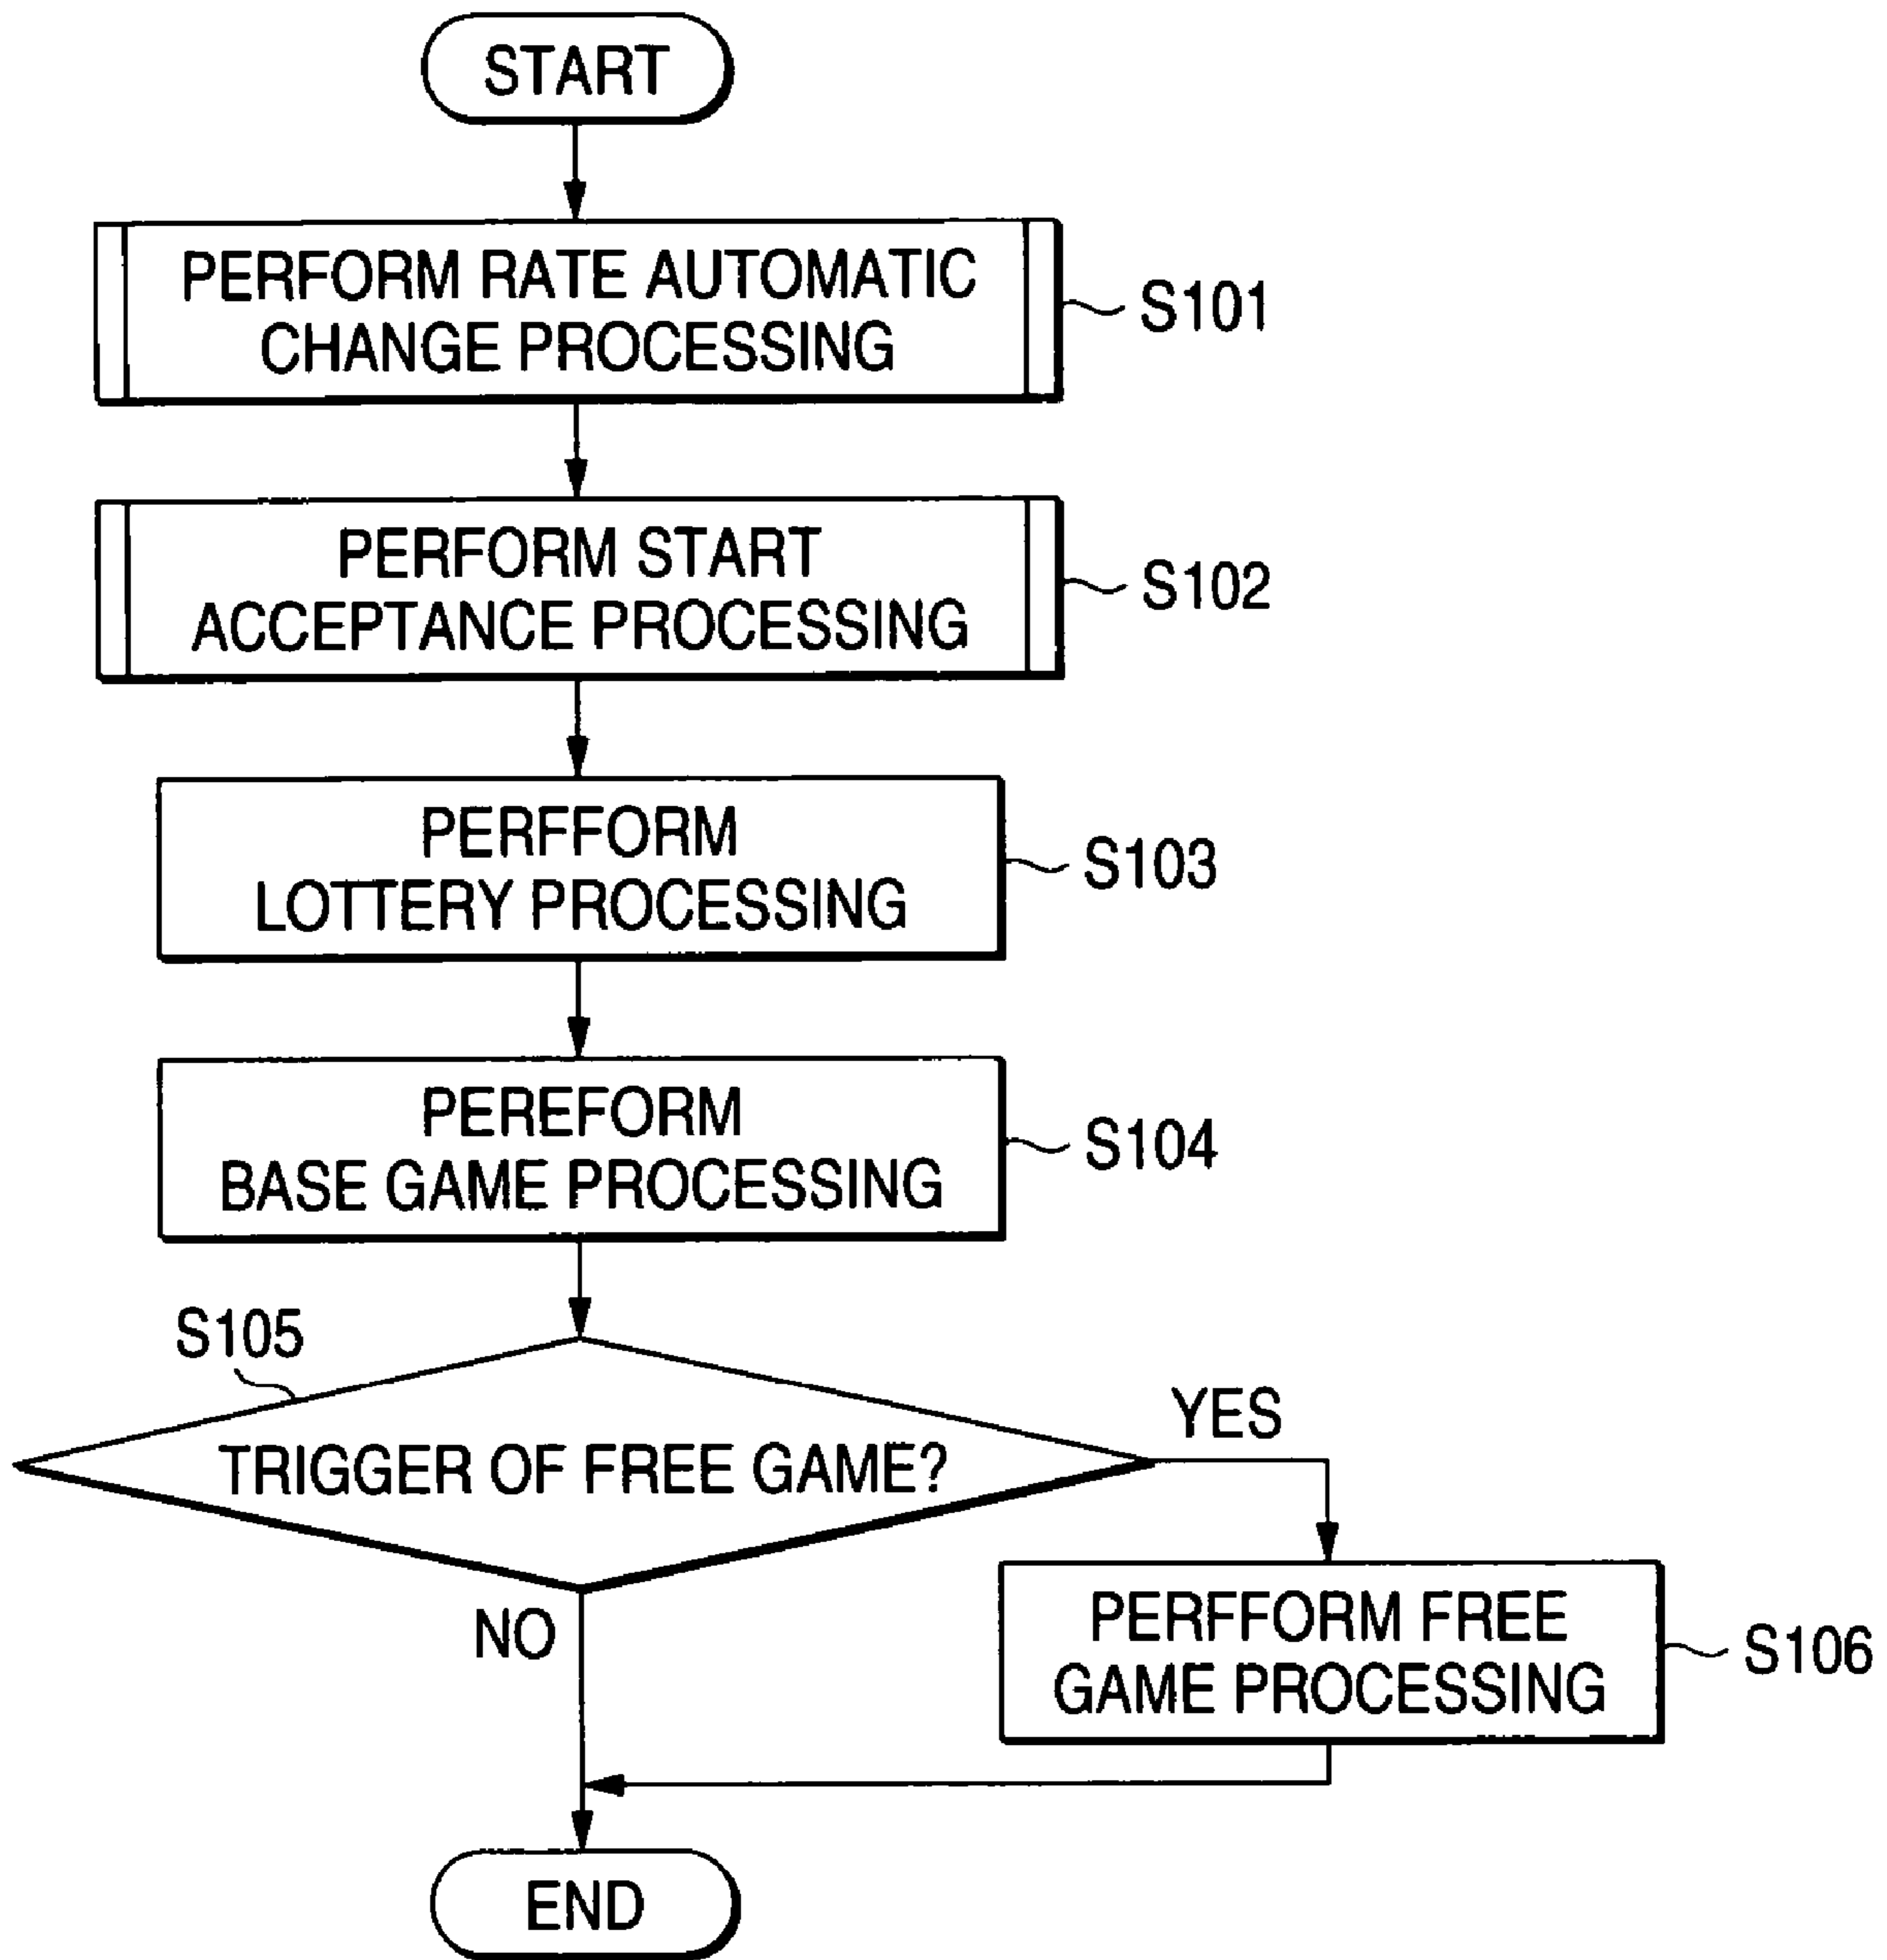 START
PERFORM RATE AUTOMATIC
CHANGE PROCESSING
S101
PERFORM START
ACCEPTANCE PROCESSING
S102
PERFFORM
LOTTERY PROCESSING
S103
PEREFORM
BASE GAME PROCESSING
S104
S105
TRIGGER OF FREE GAME?
YES
NO
PERFFORM FREE
GAME PROCESSING
S106
END